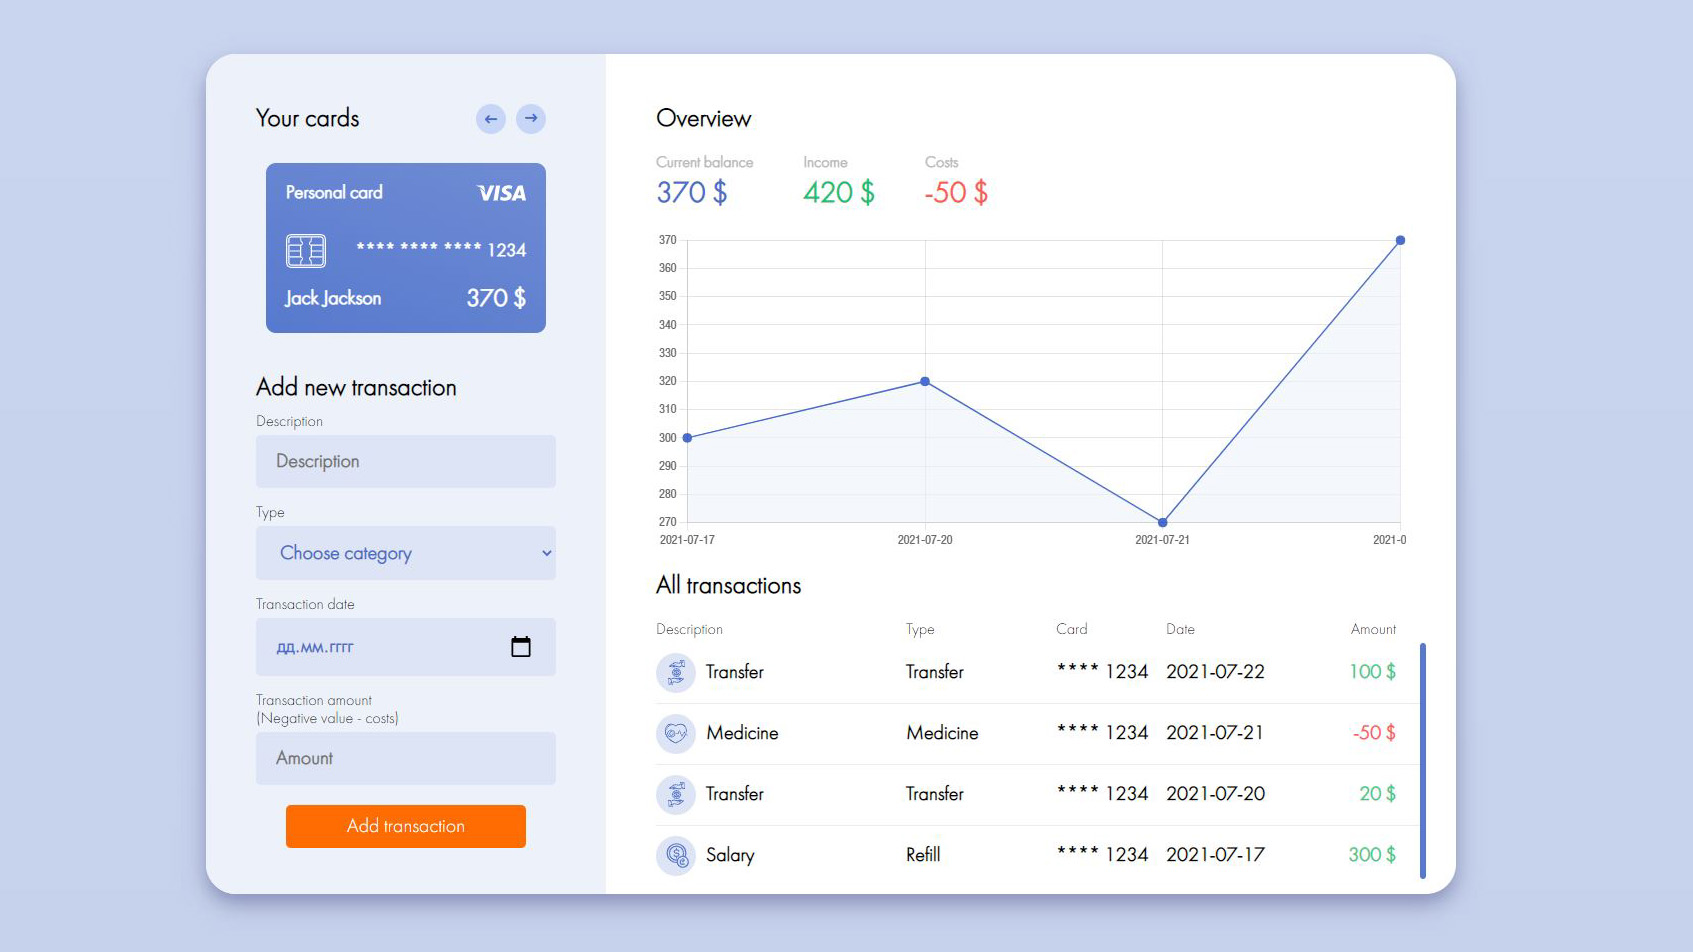 Your cards
Personal card VISA
**** **** **** 1234
Jack Jackson 370 $
Add new transaction
Description
Description
Type
Choose category
Transaction date
дд.мм.гггг
Transaction amount
(Negative value - costs)
Amount
Add transaction
Overview
Current balance Income Costs
370 $ 420 $ -50 $
370
360
350
340
330
320
310
300
290
280
270
2021-07-17 2021-07-20 2021-07-21 2021-0
All transactions
Description Type Card Date Amount
Transfer Transfer **** 1234 2021-07-22 100 $
Medicine Medicine **** 1234 2021-07-21 -50 $
Transfer Transfer **** 1234 2021-07-20 20 $
Salary Refill **** 1234 2021-07-17 300 $